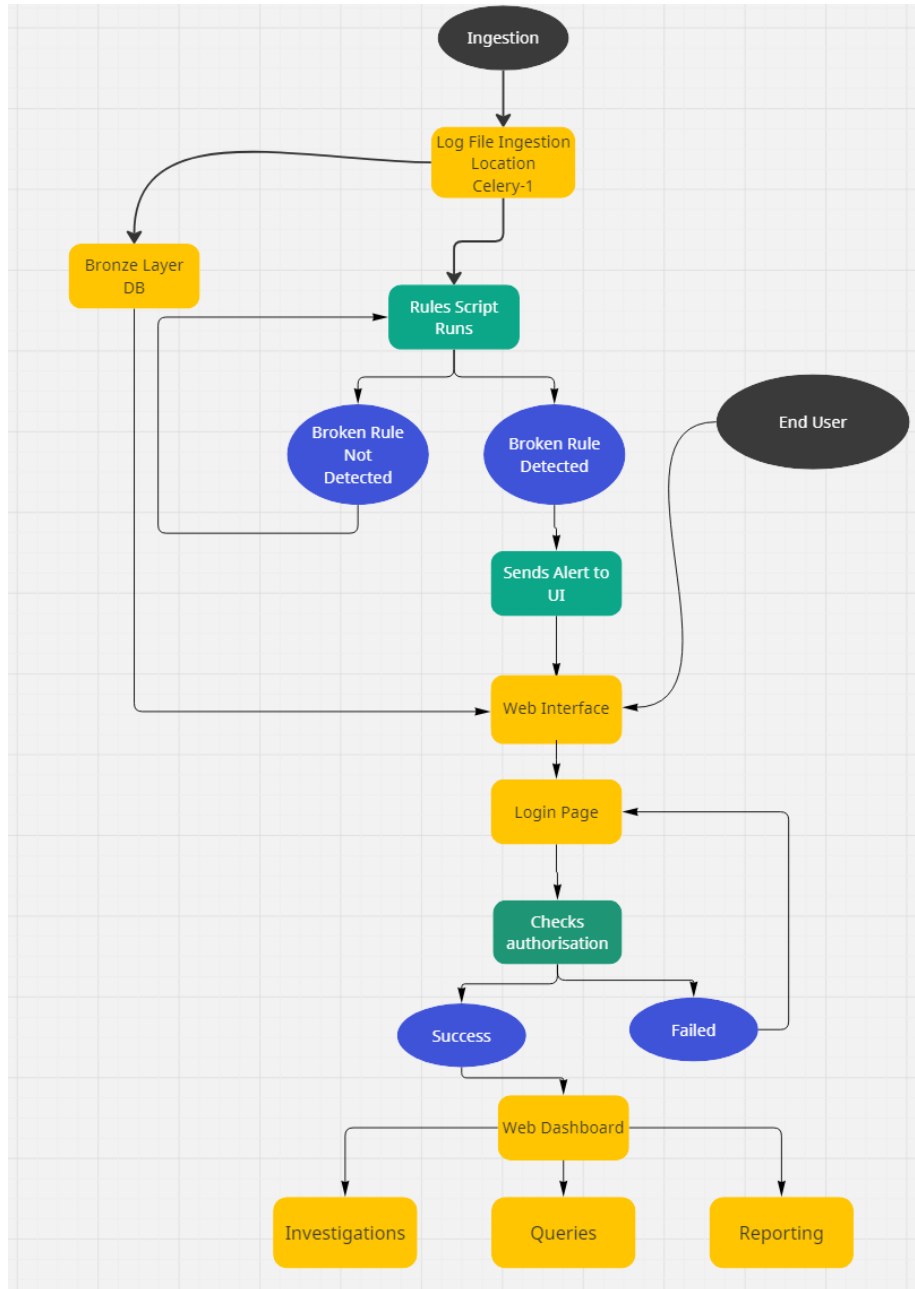 Ingestion
Log File Ingestion
Location
Celery-1
Bronze Layer
DB
Rules Script
Runs
Broken Rule
Not
Detected
Broken Rule
Detected
End User
Sends Alert to
UI
Web Interface
Login Page
Checks
authorisation
Success
Failed
Web Dashboard
Investigations
Queries
Reporting